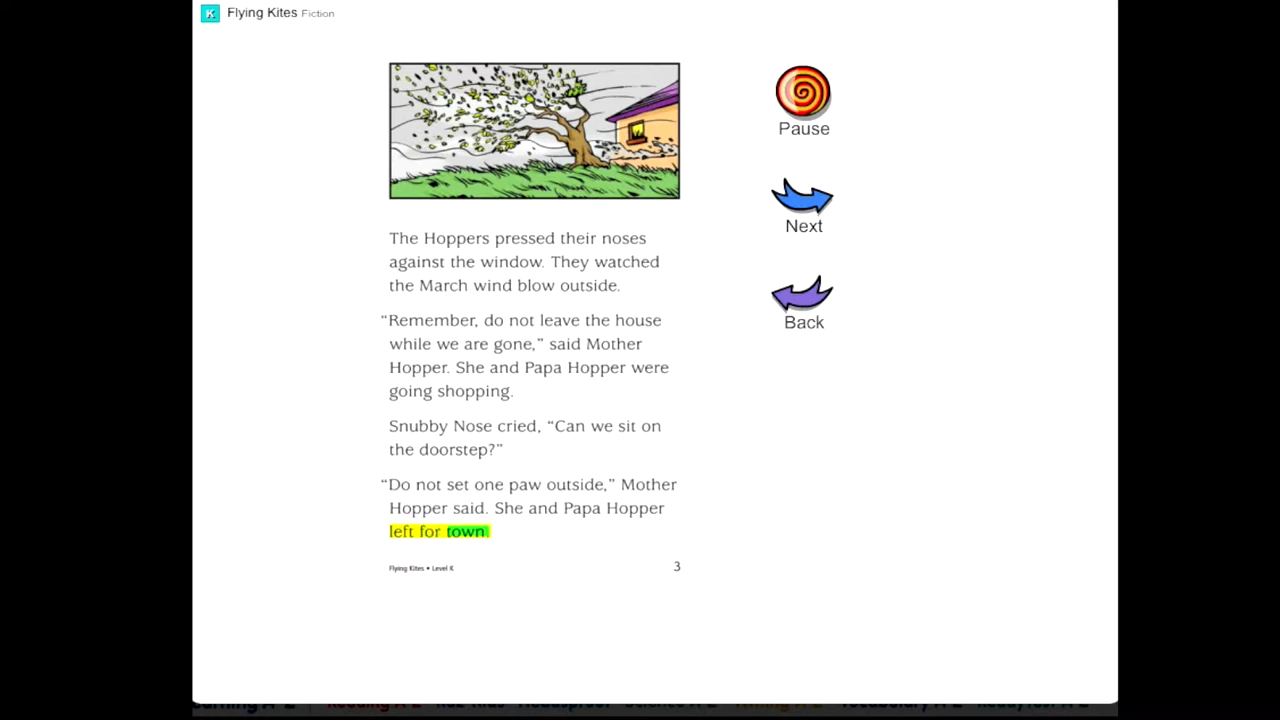 K Flying Kites Fiction
Pause
Next
Back
The Hoppers pressed their noses
against the window. They watched
the March wind blow outside.
“Remember, do not leave the house
while we are gone,” said Mother
Hopper. She and Papa Hopper were
going shopping.
Snubby Nose cried, “Can we sit on
the doorstep?”
“Do not set one paw outside,” Mother
Hopper said. She and Papa Hopper
left for town.
Flying Kites • Level K
3